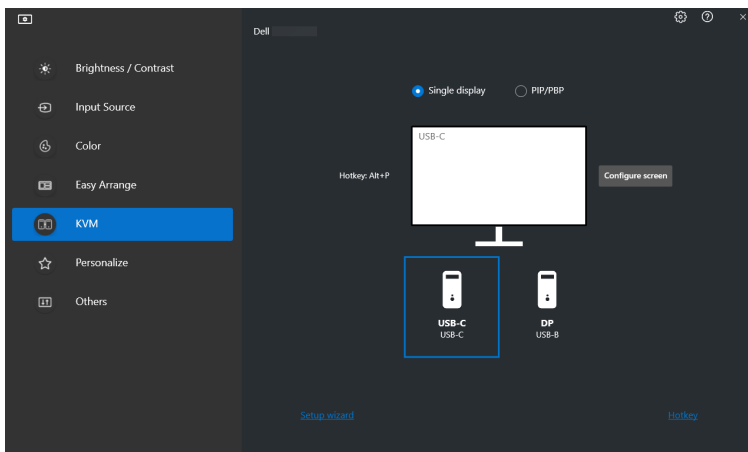 Dell
Brightness / Contrast
Input Source
Color
Easy Arrange
KVM
Personalize
Others
Single display
PIP/PBP
USB-C
Hotkey: Alt+P
Configure screen
USB-C
USB-C
DP
USB-B
Setup wizard
Hotkey